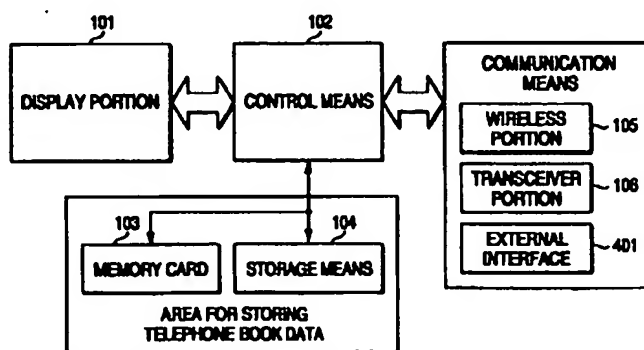 101
DISPLAY PORTION
102
CONTROL MEANS
COMMUNICATION
MEANS
WIRELESS
PORTION
105
TRANSCEIVER
PORTION
106
EXTERNAL
INTERFACE
401
103
MEMORY CARD
104
STORAGE MEANS
AREA FOR STORING
TELEPHONE BOOK DATA